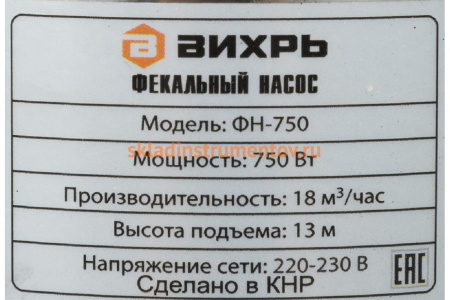 ВИХРЬ
ФЕКАЛЬНЫЙ НАСОС
Модель: ФН-750
skladinstrumentov.ru
Мощность: 750 Вт
Производительность: 18 м³/час
Высота подъема: 13 м
Напряжение сети: 220-230 В
Сделано в КНР
ЕАС